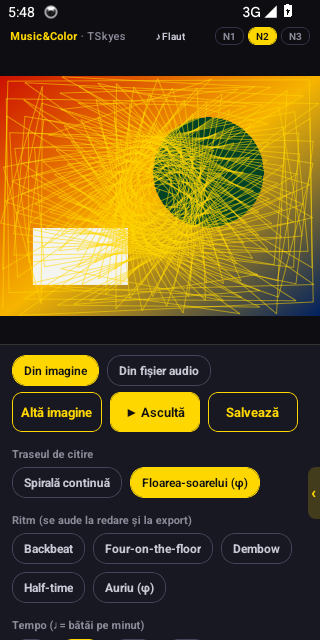 5:48 3G
Music&Color · TSkyes ♪Flaut N1 N2 N3
Din imagine Din fișier audio
Altă imagine ► Ascultă Salvează
Traseul de citire
Spirală continuă Floarea-soarelui (φ)
Ritm (se aude la redare și la export)
Backbeat Four-on-the-floor Dembow
Half-time Auriu (φ)
Tempo (♩ = bătăi pe minut)